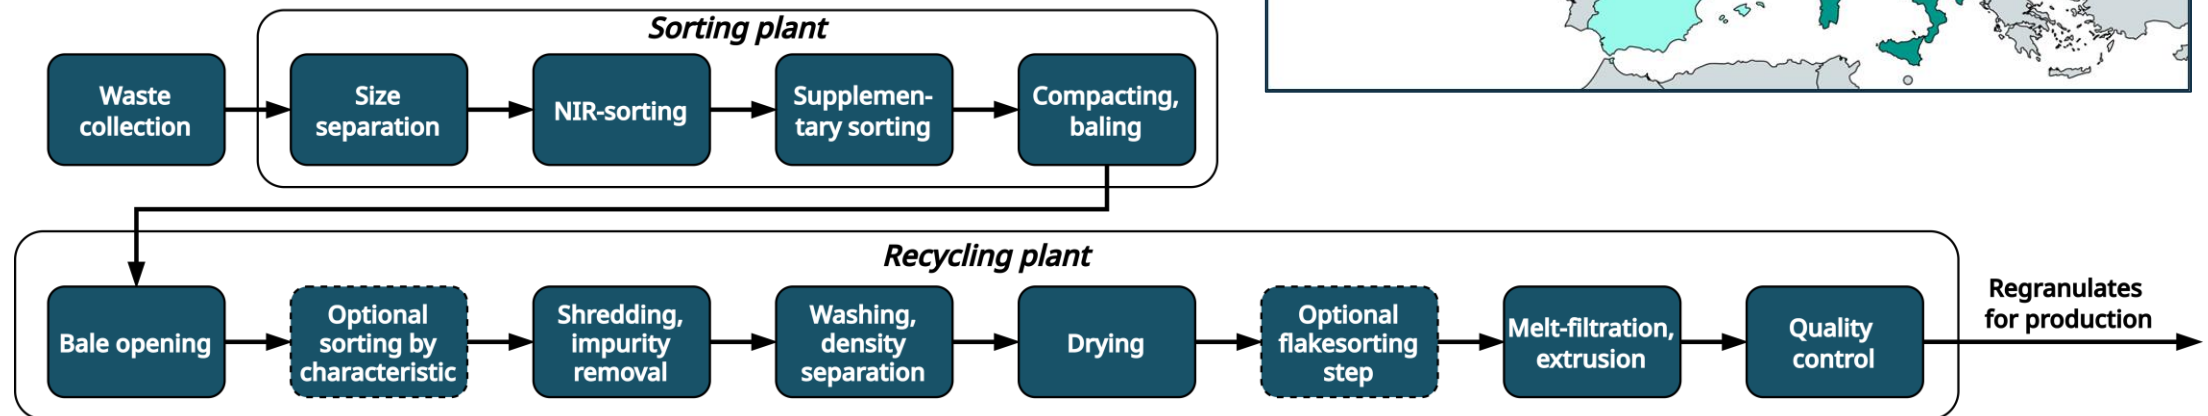 Sorting plant
Waste
collection
Size
separation
NIR-sorting
Supplemen-
tary sorting
Compacting,
baling
Recycling plant
Bale opening
Optional
sorting by
characteristic
Shredding,
impurity
removal
Washing,
density
separation
Drying
Optional
flakesorting
step
Melt-filtration,
extrusion
Quality
control
Regranulates
for production